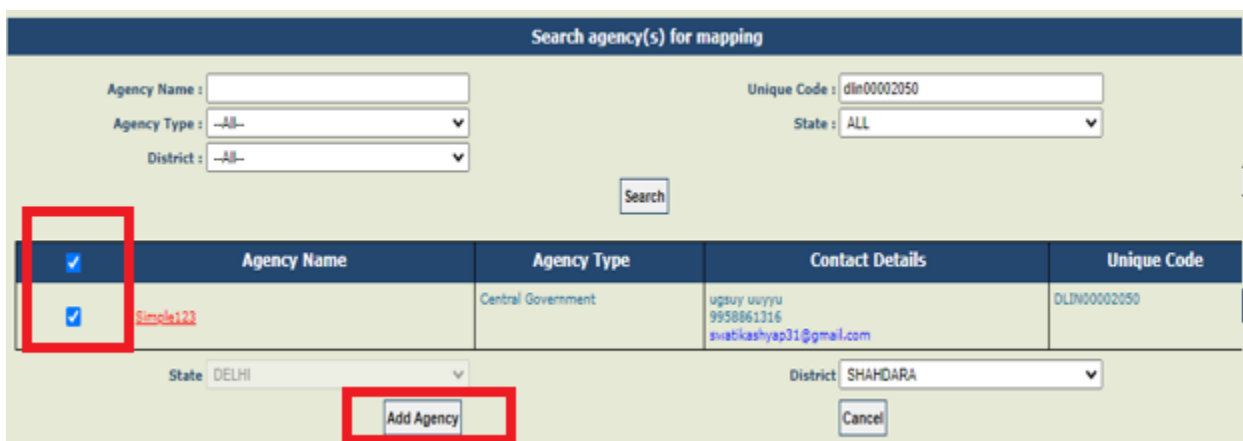 Search agency(s) for mapping
Agency Name : Unique Code : dlin00002050
Agency Type : --All-- State : ALL
District : --All--
Search
Agency Name Agency Type Contact Details Unique Code
Simple123 Central Government ugsuy uuyyu DLIN00002050
9958861316
swatikashyap31@gmail.com
State DELHI District SHAHDARA
Add Agency Cancel